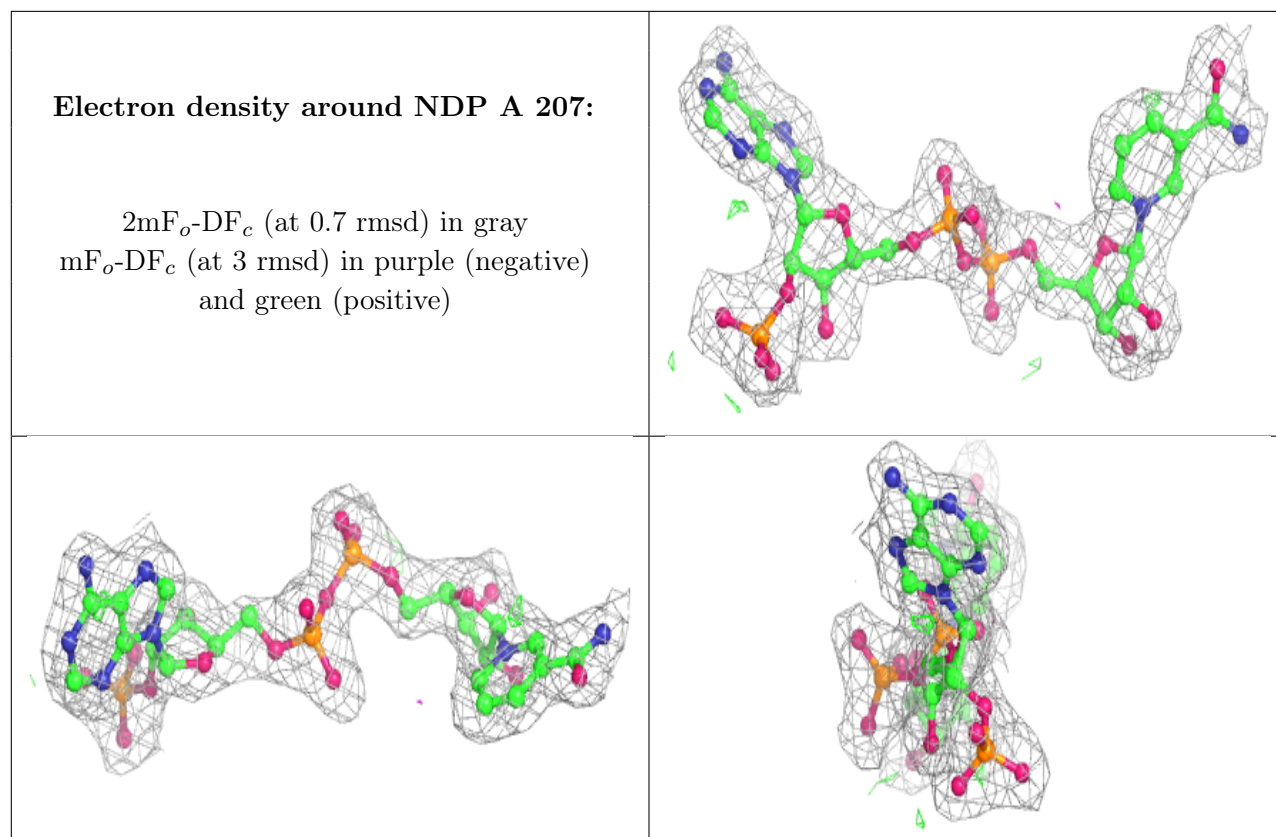 Electron density around NDP A 207:
2mFo-DFc (at 0.7 rmsd) in gray
mFo-DFc (at 3 rmsd) in purple (negative)
and green (positive)